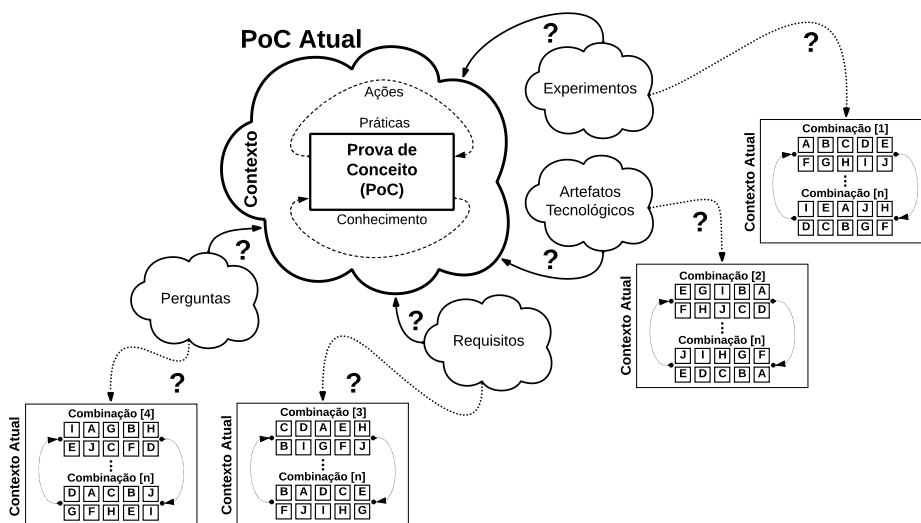 PoC Atual
?
Experimentos
?
Ações
Práticas
Contexto
Prova de
Conceito
(PoC)
Conhecimento
Artefatos
Tecnológicos
?
?
Contexto Atual
Combinação [1]
A B C D E
F G H I J
Combinação [n]
I E A J H
D C B G F
?
Perguntas
?
Requisitos
Contexto Atual
Combinação [2]
E G I B A
F H J C D
Combinação [n]
J I H G F
E D C B A
?
?
Contexto Atual
Combinação [4]
I A G B H
E J C F D
Combinação [n]
D A C B J
G F H E I
Contexto Atual
Combinação [3]
C D A E H
B I G F J
Combinação [n]
B A D C E
F J I H G